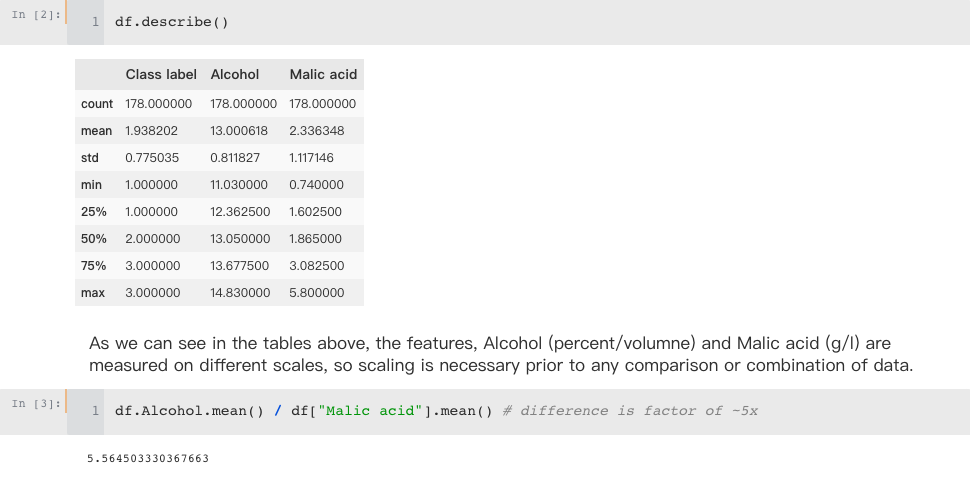 In [2]:
1 df.describe()
Class label Alcohol Malic acid
count 178.000000 178.000000 178.000000
mean 1.938202 13.000618 2.336348
std 0.775035 0.811827 1.117146
min 1.000000 11.030000 0.740000
25% 1.000000 12.362500 1.602500
50% 2.000000 13.050000 1.865000
75% 3.000000 13.677500 3.082500
max 3.000000 14.830000 5.800000
As we can see in the tables above, the features, Alcohol (percent/volumne) and Malic acid (g/l) are
measured on different scales, so scaling is necessary prior to any comparison or combination of data.
In [3]:
1 df.Alcohol.mean() / df["Malic acid"].mean() # difference is factor of ~5x
5.564503330367663